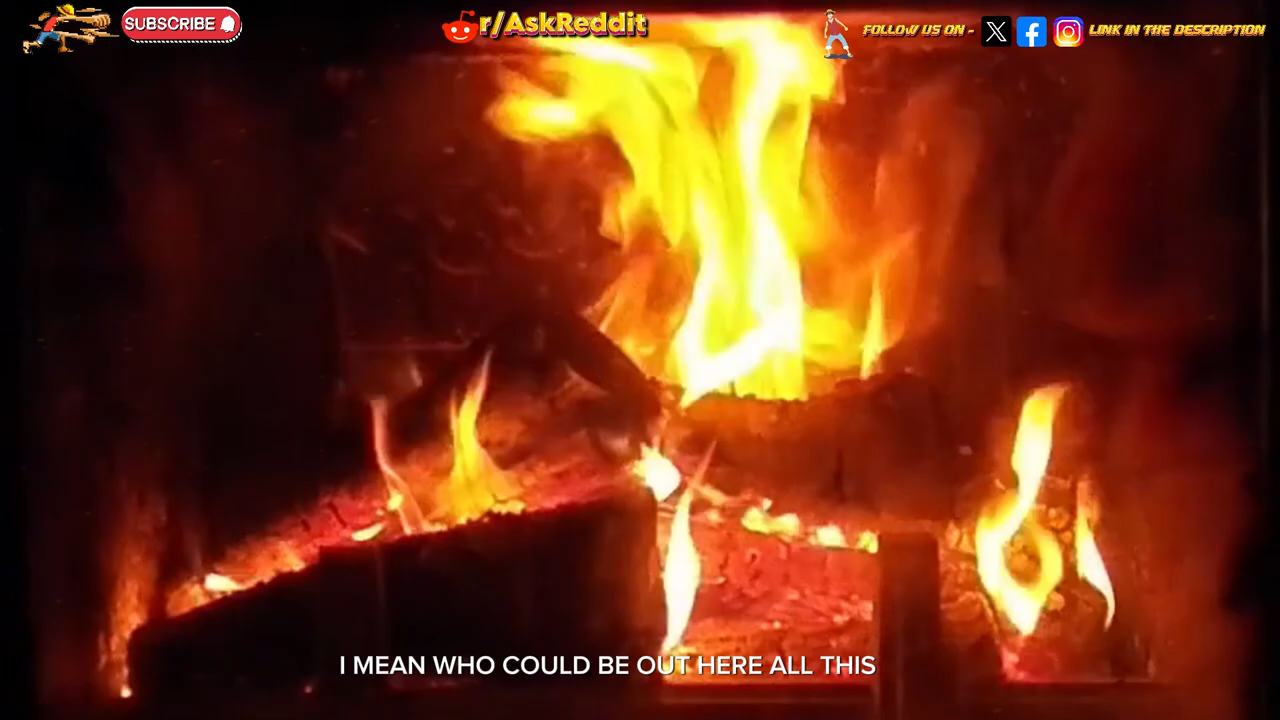 SUBSCRIBE
r/AskReddit
FOLLOW US ON -
LINK IN THE DESCRIPTION
I MEAN WHO COULD BE OUT HERE ALL THIS